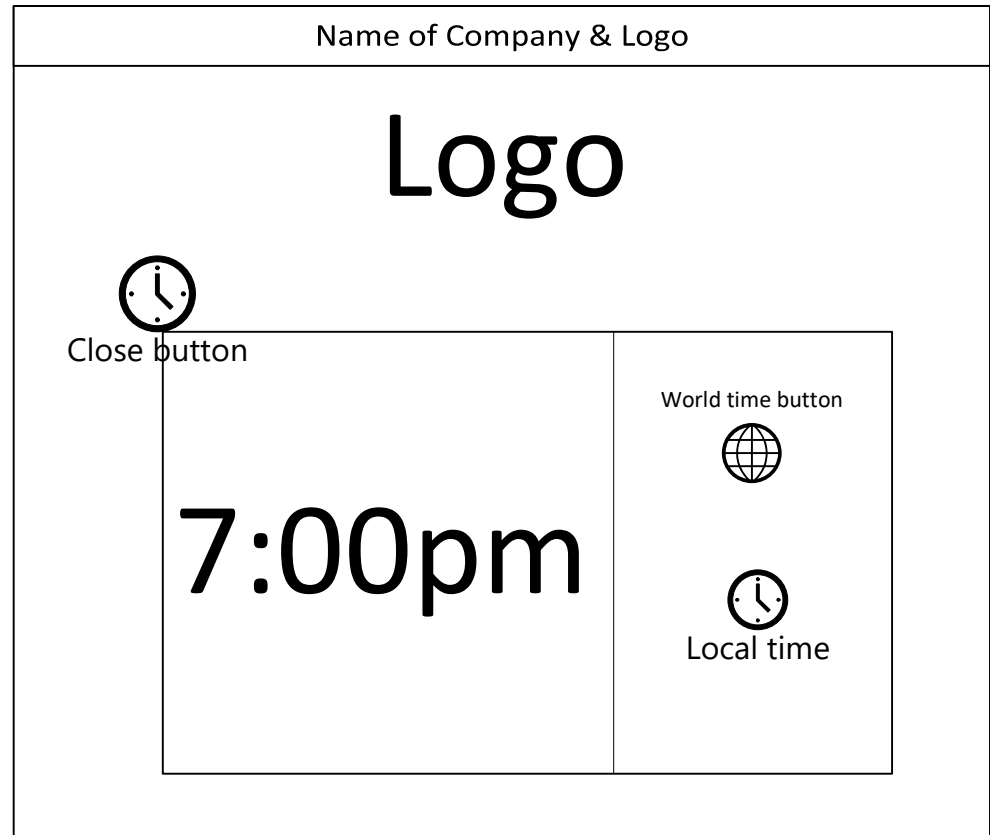 Name of Company & Logo
Logo
Close button
World time button
7:00pm
Local time